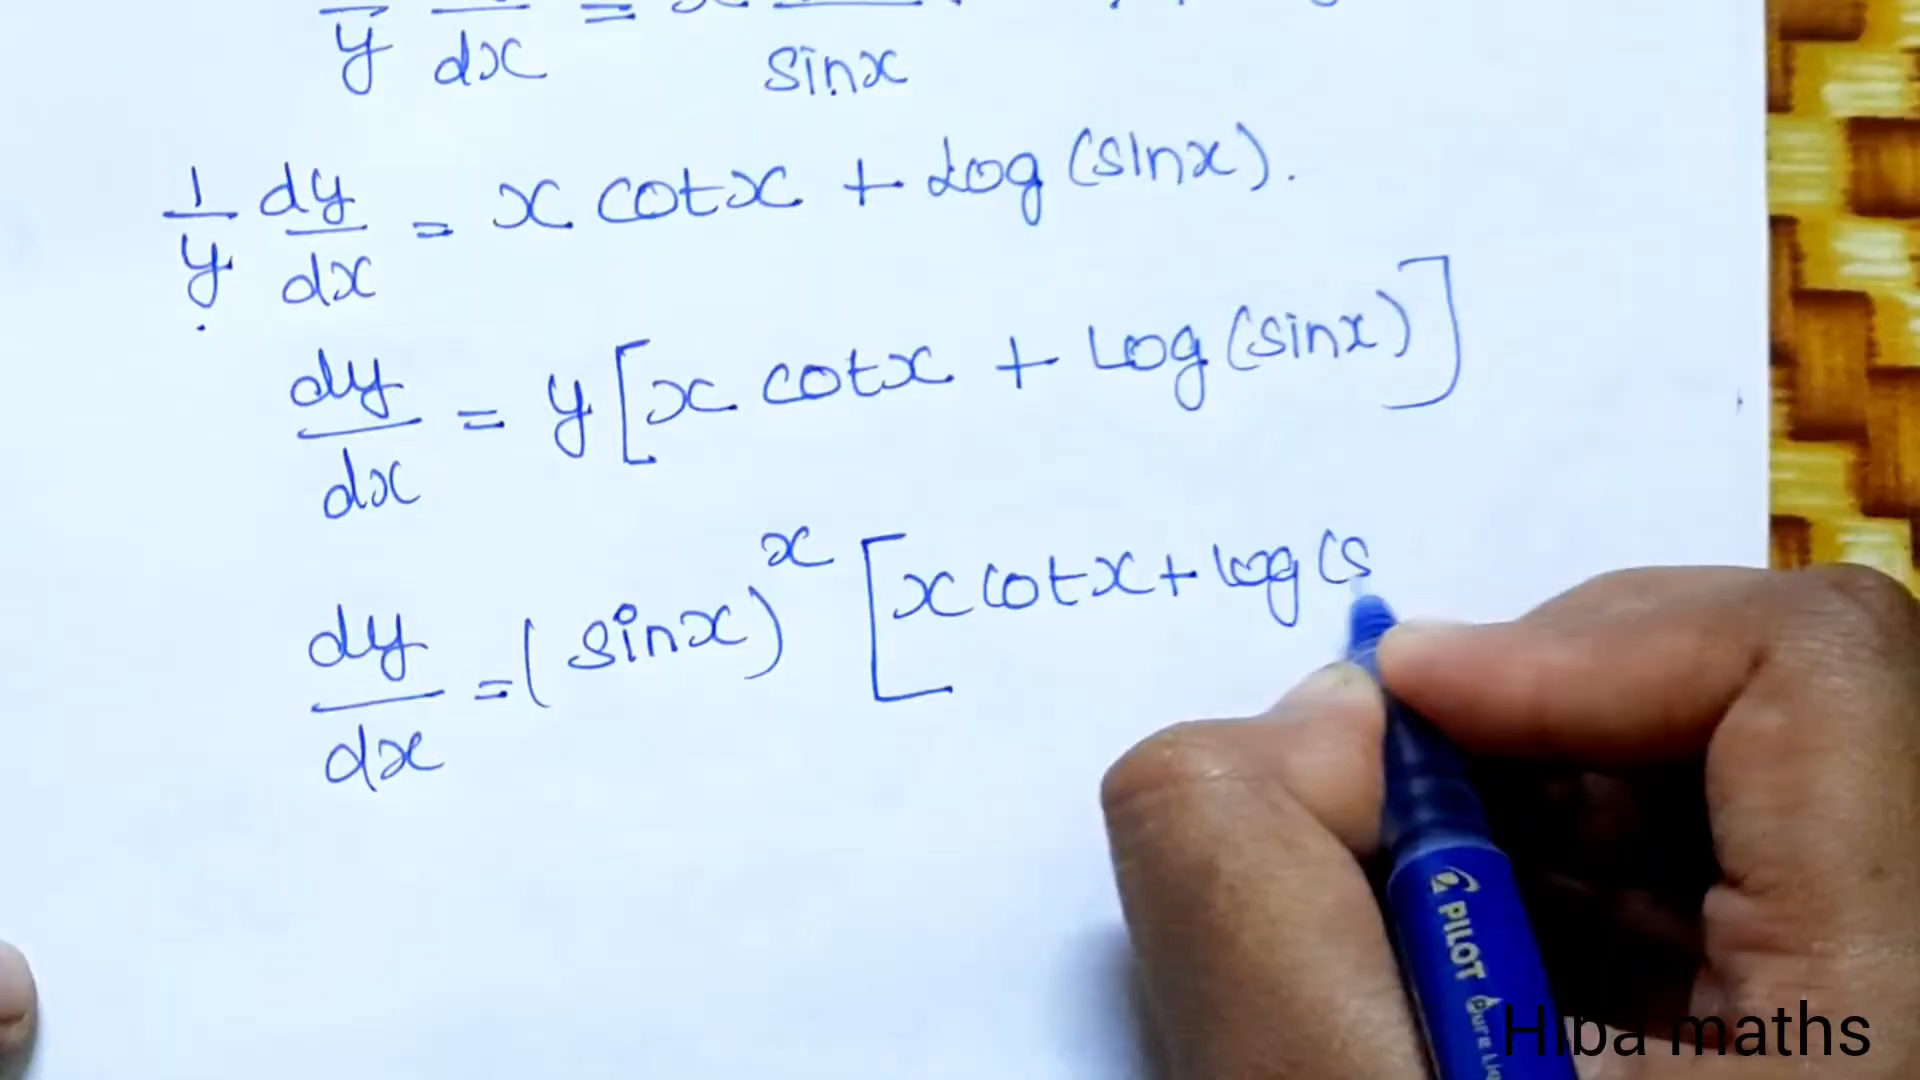 y dx = sinx
1/y dy/dx = x cotx + Log (sinx).
dy/dx = y [x cotx + Log (sinx)]
dy/dx = (sinx)^x [x cotx + log (s
PILOT
Hiba maths